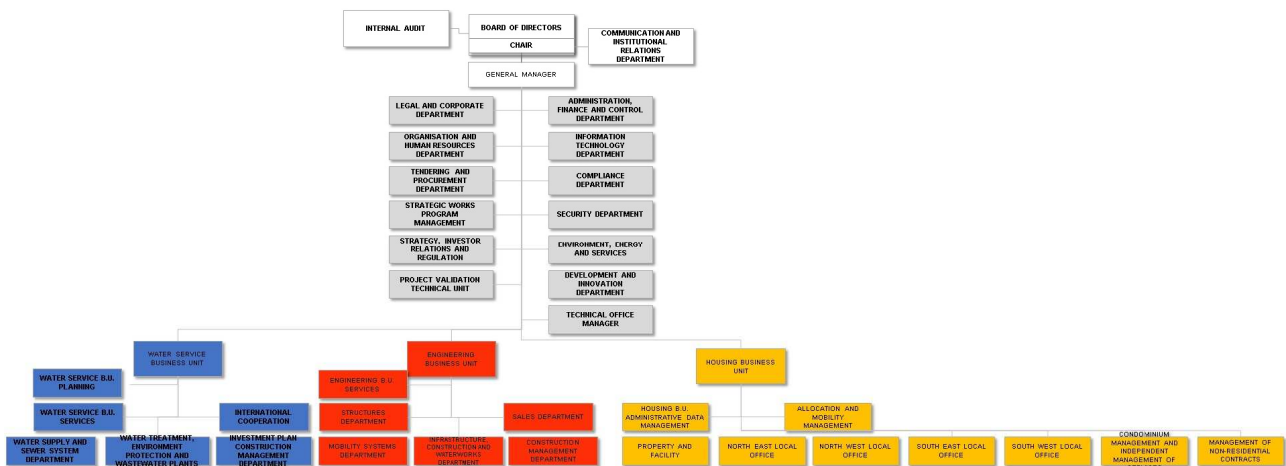 INTERNAL AUDIT
BOARD OF DIRECTORS
CHAIR
COMMUNICATION AND
INSTITUTIONAL
RELATIONS
DEPARTMENT
GENERAL MANAGER
LEGAL AND CORPORATE
DEPARTMENT
ADMINISTRATION,
FINANCE AND CONTROL
DEPARTMENT
ORGANISATION AND
HUMAN RESOURCES
DEPARTMENT
INFORMATION
TECHNOLOGY
DEPARTMENT
TENDERING AND
PROCUREMENT
DEPARTMENT
COMPLIANCE
DEPARTMENT
STRATEGIC WORKS
PROGRAM
MANAGEMENT
SECURITY DEPARTMENT
STRATEGY, INVESTOR
RELATIONS AND
REGULATION
ENVIRONMENT, ENERGY
AND SERVICES
PROJECT VALIDATION
TECHNICAL UNIT
DEVELOPMENT AND
INNOVATION
DEPARTMENT
TECHNICAL OFFICE
MANAGER
WATER SERVICE
BUSINESS UNIT
ENGINEERING
BUSINESS UNIT
HOUSING BUSINESS
UNIT
WATER SERVICE B.U.
PLANNING
ENGINEERING B.U.
SERVICES
WATER SERVICE B.U.
SERVICES
INTERNATIONAL
COOPERATION
STRUCTURES
DEPARTMENT
SALES DEPARTMENT
HOUSING B.U.
ADMINISTRATIVE DATA
MANAGEMENT
ALLOCATION AND
MOBILITY
MANAGEMENT
WATER SUPPLY AND
SEWER SYSTEM
DEPARTMENT
WATER TREATMENT,
ENVIRONMENT
PROTECTION AND
WASTEWATER PLANTS
INVESTMENT PLAN
CONSTRUCTION
MANAGEMENT
DEPARTMENT
MOBILITY SYSTEMS
DEPARTMENT
INFRASTRUCTURE,
CONSTRUCTION AND
WATERWORKS
DEPARTMENT
CONSTRUCTION
MANAGEMENT
DEPARTMENT
PROPERTY AND
FACILITY
NORTH EAST LOCAL
OFFICE
NORTH WEST LOCAL
OFFICE
SOUTH EAST LOCAL
OFFICE
SOUTH WEST LOCAL
OFFICE
CONDOMINIUM
MANAGEMENT AND
INDEPENDENT
MANAGEMENT OF
MANAGEMENT OF
NON-RESIDENTIAL
CONTRACTS